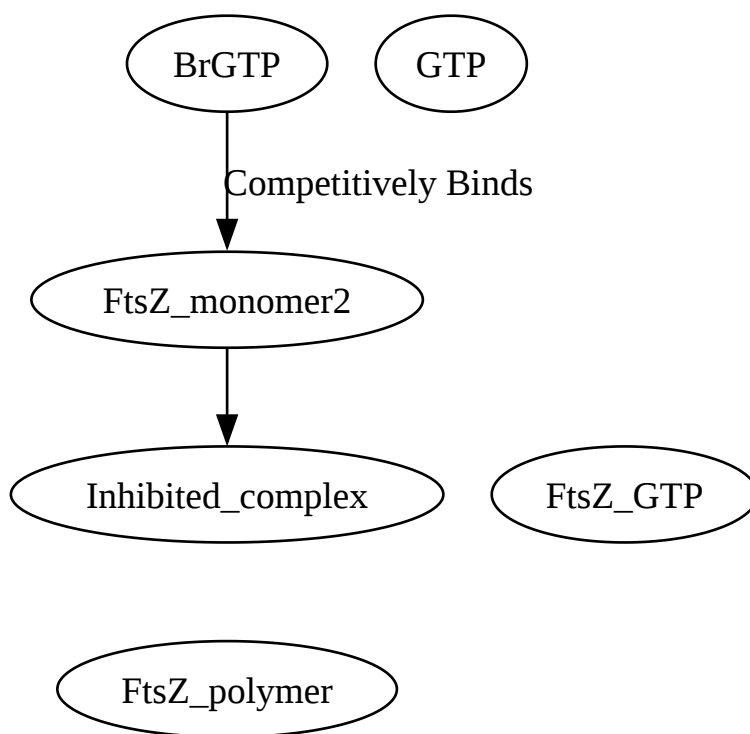 BrGTP
GTP
Competitively Binds
FtsZ_monomer2
Inhibited_complex
FtsZ_GTP
FtsZ_polymer